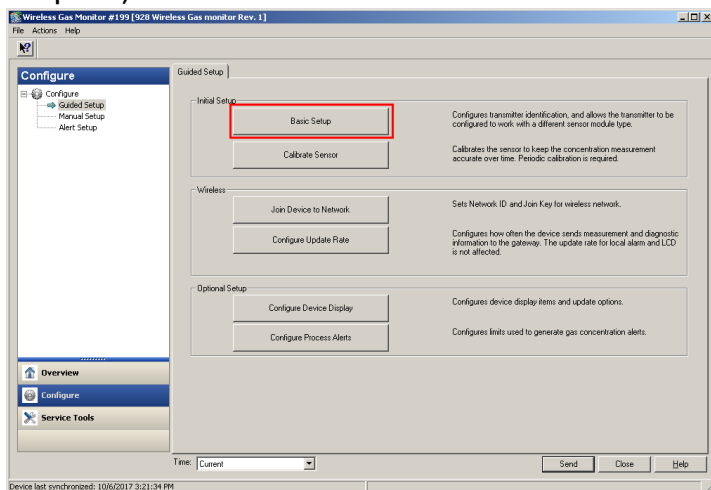 Wireless Gas Monitor #199 [928 Wireless Gas monitor Rev. 1]
File Actions Help
Configure
Configure
Guided Setup
Manual Setup
Alert Setup
Overview
Configure
Service Tools
Guided Setup
Initial Setup
Basic Setup
Configures transmitter identification, and allows the transmitter to be
configured to work with a different sensor module type.
Calibrate Sensor
Calibrates the sensor to keep the concentration measurement
accurate over time. Periodic calibration is required.
Wireless
Join Device to Network
Sets Network ID and Join Key for wireless network.
Configure Update Rate
Configures how often the device sends measurement and diagnostic
information to the gateway. The update rate for local alarm and LCD
is not affected.
Optional Setup
Configure Device Display
Configures device display items and update options.
Configure Process Alerts
Configures limits used to generate gas concentration alerts.
Time: Current
Send Close Help
Device last synchronized: 10/6/2017 3:21:34 PM